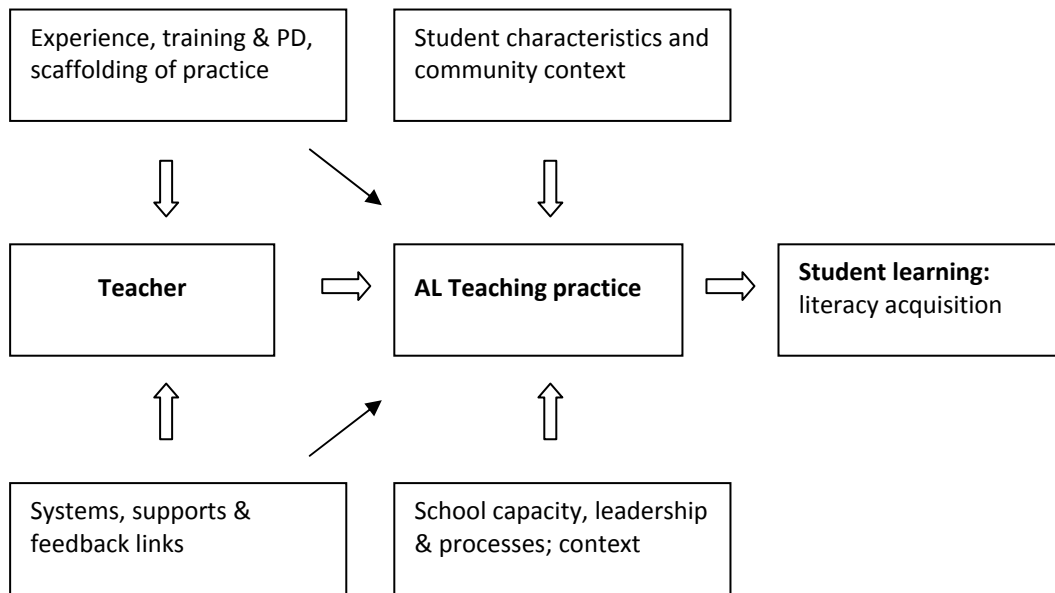 Experience, training & PD,
scaffolding of practice
Student characteristics and
community context
Teacher
AL Teaching practice
Student learning:
literacy acquisition
Systems, supports &
feedback links
School capacity, leadership
& processes; context